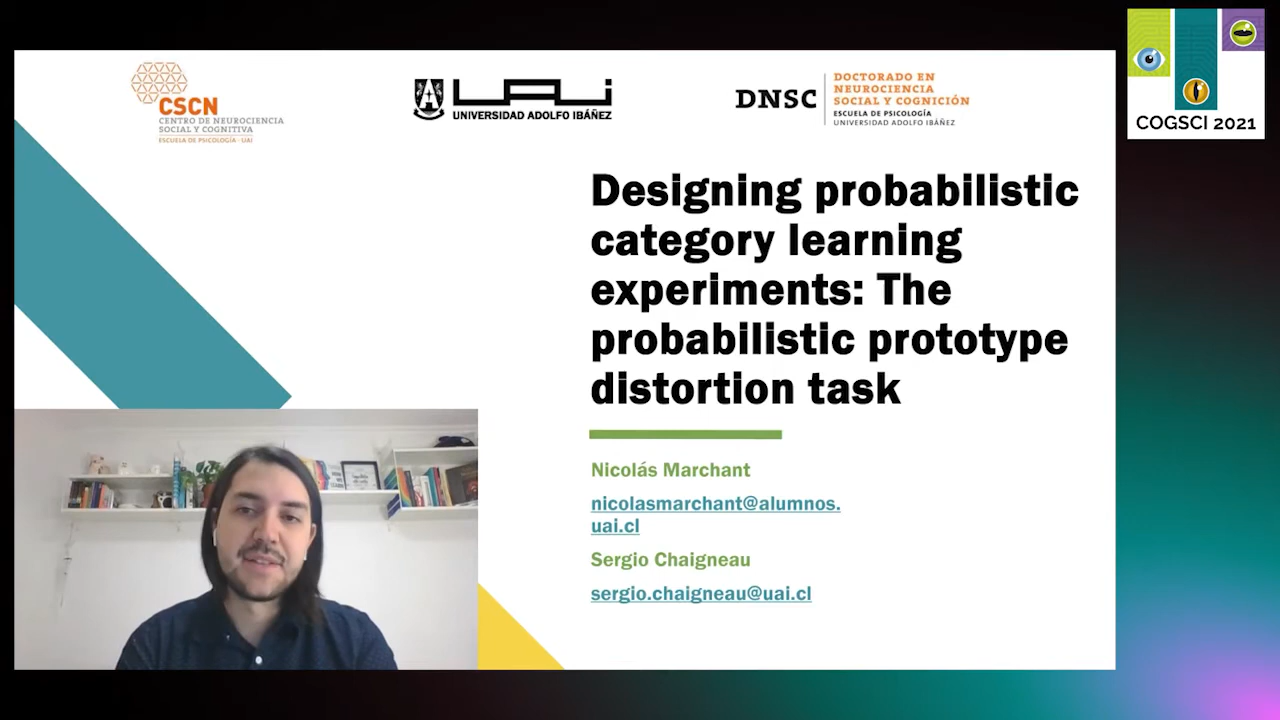 CSCN
CENTRO DE NEUROCIENCIA
SOCIAL Y COGNITIVA
ESCUELA DE PSICOLOGÍA · UAI
UAi
UNIVERSIDAD ADOLFO IBÁÑEZ
DNSC
DOCTORADO EN
NEUROCIENCIA
SOCIAL Y COGNICIÓN
ESCUELA DE PSICOLOGÍA
UNIVERSIDAD ADOLFO IBÁÑEZ
COGSCI 2021
Designing probabilistic
category learning
experiments: The
probabilistic prototype
distortion task
Nicolás Marchant
nicolasmarchant@alumnos.
uai.cl
Sergio Chaigneau
sergio.chaigneau@uai.cl